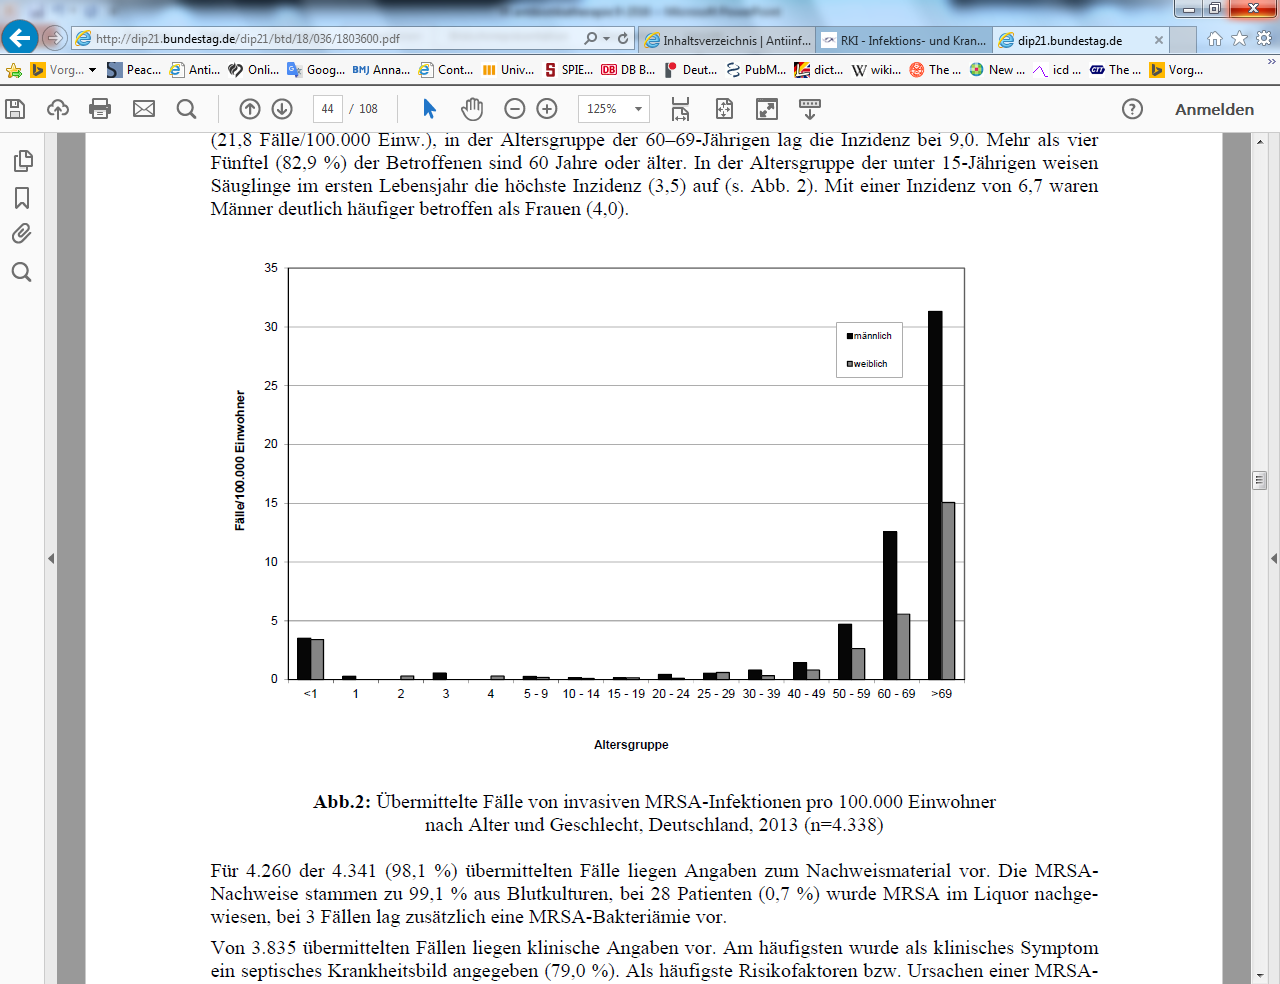 http://dip21.bundestag.de/dip21/btd/18/036/1803600.pdf
Inhaltsverzeichnis | Antiinf...
RKI - Infektions- und Kran...
dip21.bundestag.de
Vorg...
Peac...
Anti...
Onli...
Goog...
BMJ Anna...
Cont...
Univ...
SPIE...
DB B...
Deut...
PubM...
dict...
wiki...
The ...
New ...
icd ...
The ...
Vorg...
44 / 108
125%
Anmelden
(21,8 Fälle/100.000 Einw.), in der Altersgruppe der 60–69-Jährigen lag die Inzidenz bei 9,0. Mehr als vier
Fünftel (82,9 %) der Betroffenen sind 60 Jahre oder älter. In der Altersgruppe der unter 15-Jährigen weisen
Säuglinge im ersten Lebensjahr die höchste Inzidenz (3,5) auf (s. Abb. 2). Mit einer Inzidenz von 6,7 waren
Männer deutlich häufiger betroffen als Frauen (4,0).
35
30
25
20
15
10
5
0
Fälle/100.000 Einwohner
männlich
weiblich
<1 1 2 3 4 5 - 9 10 - 14 15 - 19 20 - 24 25 - 29 30 - 39 40 - 49 50 - 59 60 - 69 >69
Altersgruppe
Abb.2: Übermittelte Fälle von invasiven MRSA-Infektionen pro 100.000 Einwohner
nach Alter und Geschlecht, Deutschland, 2013 (n=4.338)
Für 4.260 der 4.341 (98,1 %) übermittelten Fälle liegen Angaben zum Nachweismaterial vor. Die MRSA-
Nachweise stammen zu 99,1 % aus Blutkulturen, bei 28 Patienten (0,7 %) wurde MRSA im Liquor nachge-
wiesen, bei 3 Fällen lag zusätzlich eine MRSA-Bakteriämie vor.
Von 3.835 übermittelten Fällen liegen klinische Angaben vor. Am häufigsten wurde als klinisches Symptom
ein septisches Krankheitsbild angegeben (79,0 %). Als häufigste Risikofaktoren bzw. Ursachen einer MRSA-